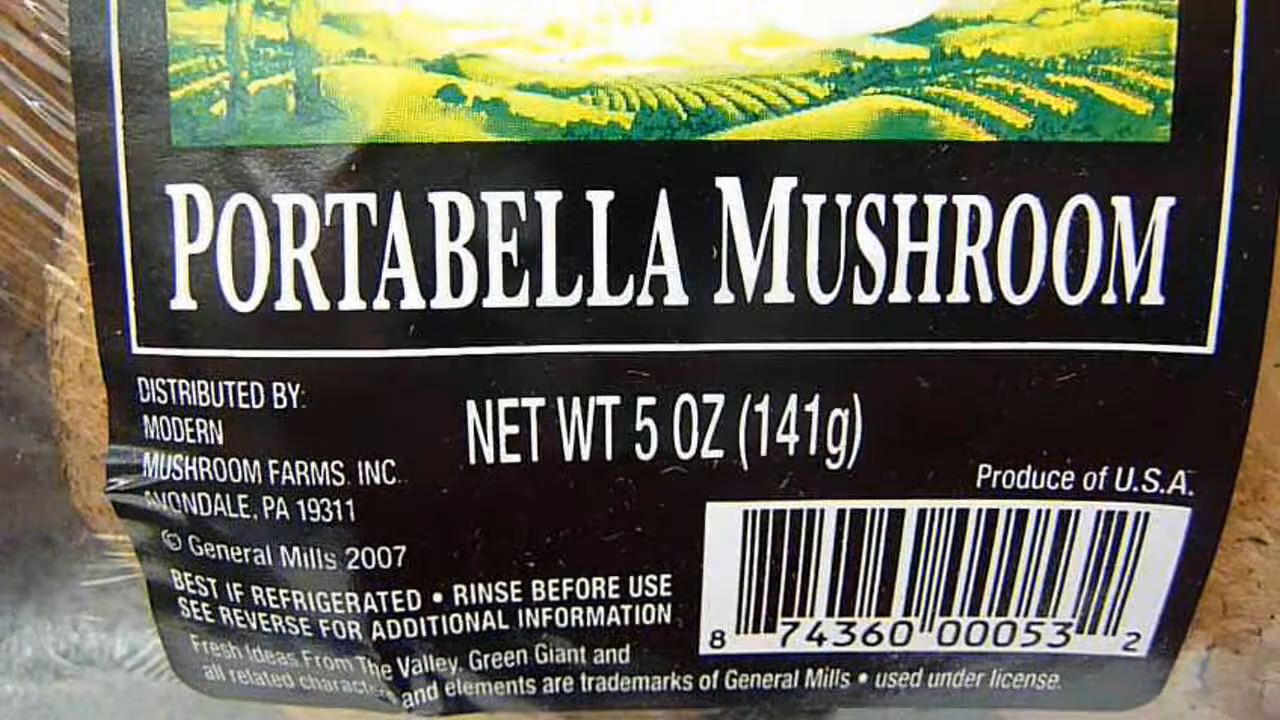 PORTABELLA MUSHROOM
DISTRIBUTED BY:
MODERN
MUSHROOM FARMS, INC.
AVONDALE, PA 19311
© General Mills 2007
NET WT 5 OZ (141g)
Produce of U.S.A.
BEST IF REFRIGERATED • RINSE BEFORE USE
SEE REVERSE FOR ADDITIONAL INFORMATION
8 74360 00053 2
Fresh Ideas From The Valley, Green Giant and
all related characters and elements are trademarks of General Mills • used under license.